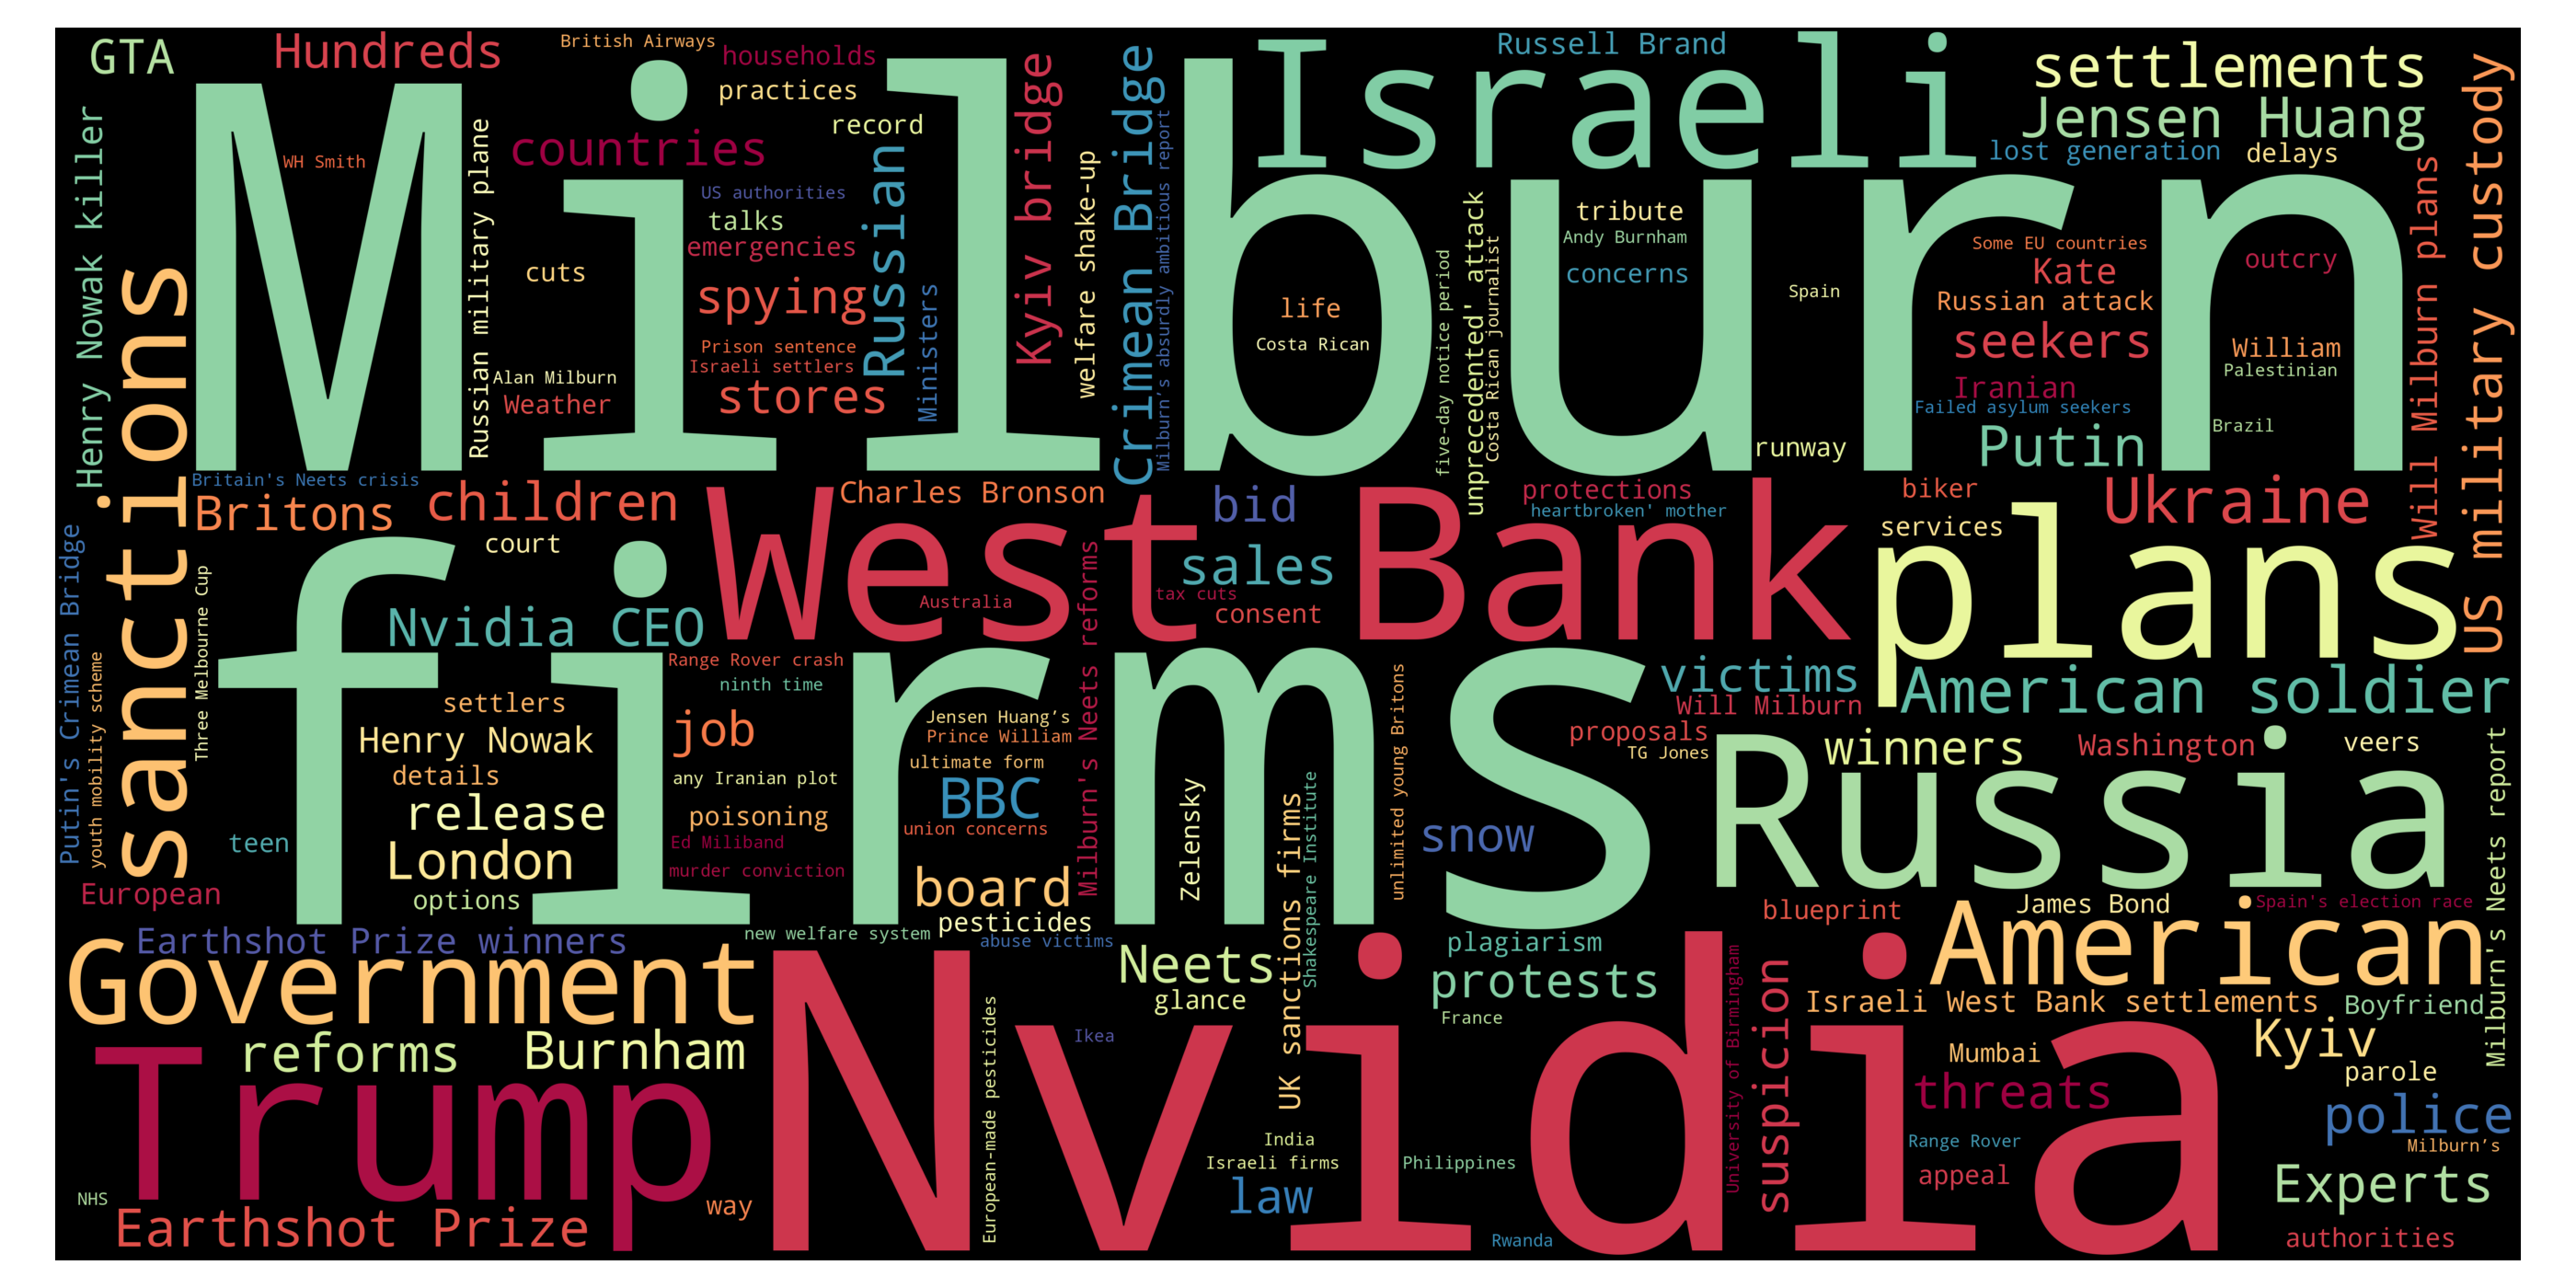 GTA
Hundreds
British Airways
households
practices
record
WH Smith
countries
US authorities
talks
emergencies
cuts
spying
Prison sentence
Israeli settlers
stores
Alan Milburn
Weather
Ministers
Russian
Russian military plane
Henry Nowak killer
Milburn
Kyiv bridge
welfare shake-up
Crimean Bridge
Milburn’s absurdly ambitious report
Israeli
Russell Brand
settlements
Jensen Huang
lost generation
delays
US military custody
Will Milburn plans
tribute
Andy Burnham
concerns
life
Costa Rican
Spain
five-day notice period
unprecedented' attack
Costa Rican journalist
Some EU countries
Kate
Russian attack
seekers
Iranian
Failed asylum seekers
Putin
runway
outcry
William
Palestinian
Brazil
sanctions
Britain's Neets crisis
Britons
children
Charles Bronson
court
West Bank
bid
protections
heartbroken' mother
biker
services
Ukraine
plans
sales
tax cuts
consent
Australia
Nvidia CEO
Putin's Crimean Bridge
youth mobility scheme
Three Melbourne Cup
firms
Range Rover crash
ninth time
settlers
Henry Nowak
details
job
any Iranian plot
release
poisoning
Ed Miliband
murder conviction
teen
London
options
European
Jensen Huang’s
Prince William
ultimate form
BBC
union concerns
board
pesticides
Milburn's Neets reforms
Zelensky
UK sanctions firms
Shakespeare Institute
unlimited young Britons
snow
victims
Will Milburn
proposals
TG Jones
American soldier
winners
Washington
veers
Russia
Milburn's Neets report
blueprint
James Bond
Spain's election race
American
Earthshot Prize winners
new welfare system
abuse victims
Government
Neets
glance
plagiarism
protests
France
University of Birmingham
suspicion
Israeli West Bank settlements
Boyfriend
reforms
Burnham
Trump
Nvidia
European-made pesticides
Ikea
India
Israeli firms
Philippines
law
Rwanda
Mumbai
Kyiv
threats
parole
Range Rover
police
Milburn’s
appeal
Experts
authorities
NHS
Earthshot Prize
way